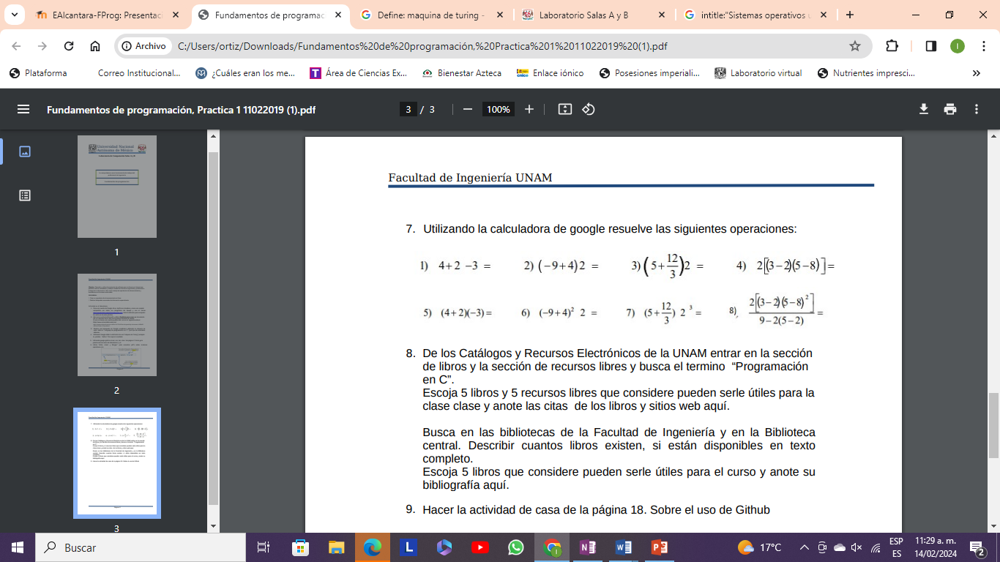 EAlcantara-FProg: Presentaci
Fundamentos de programac
Define: maquina de turing -
Laboratorio Salas A y B
intitle:"Sistemas operativos u
Archivo
C:/Users/ortiz/Downloads/Fundamentos%20de%20programación,%20Practica%201%2011022019%20(1).pdf
I
Plataforma
Correo Institucional...
¿Cuáles eran los me...
Área de Ciencias Ex...
Bienestar Azteca
Enlace iónico
Posesiones imperiali...
Laboratorio virtual
Nutrientes impresci...
Fundamentos de programación, Practica 1 11022019 (1).pdf
3 / 3
100%
1
2
3
Facultad de Ingeniería UNAM
7. Utilizando la calculadora de google resuelve las siguientes operaciones:
1) 4+2 −3 = 2) (−9+4)2 = 3) (5+12/3)2 = 4) 2[(3−2)(5−8)]=
5) (4+2)(−3)= 6) (−9+4)² 2 = 7) (5+12/3) 2 ³ = 8) 2[(3−2)(5−8)²]/9−2(5−2) =
8. De los Catálogos y Recursos Electrónicos de la UNAM entrar en la sección
de libros y la sección de recursos libres y busca el termino “Programación
en C”.
Escoja 5 libros y 5 recursos libres que considere pueden serle útiles para la
clase clase y anote las citas de los libros y sitios web aquí.
Busca en las bibliotecas de la Facultad de Ingeniería y en la Biblioteca
central. Describir cuantos libros existen, si están disponibles en texto
completo.
Escoja 5 libros que considere pueden serle útiles para el curso y anote su
bibliografía aquí.
9. Hacer la actividad de casa de la página 18. Sobre el uso de Github
Buscar
17°C
ESP
ES
11:29 a. m.
14/02/2024
2